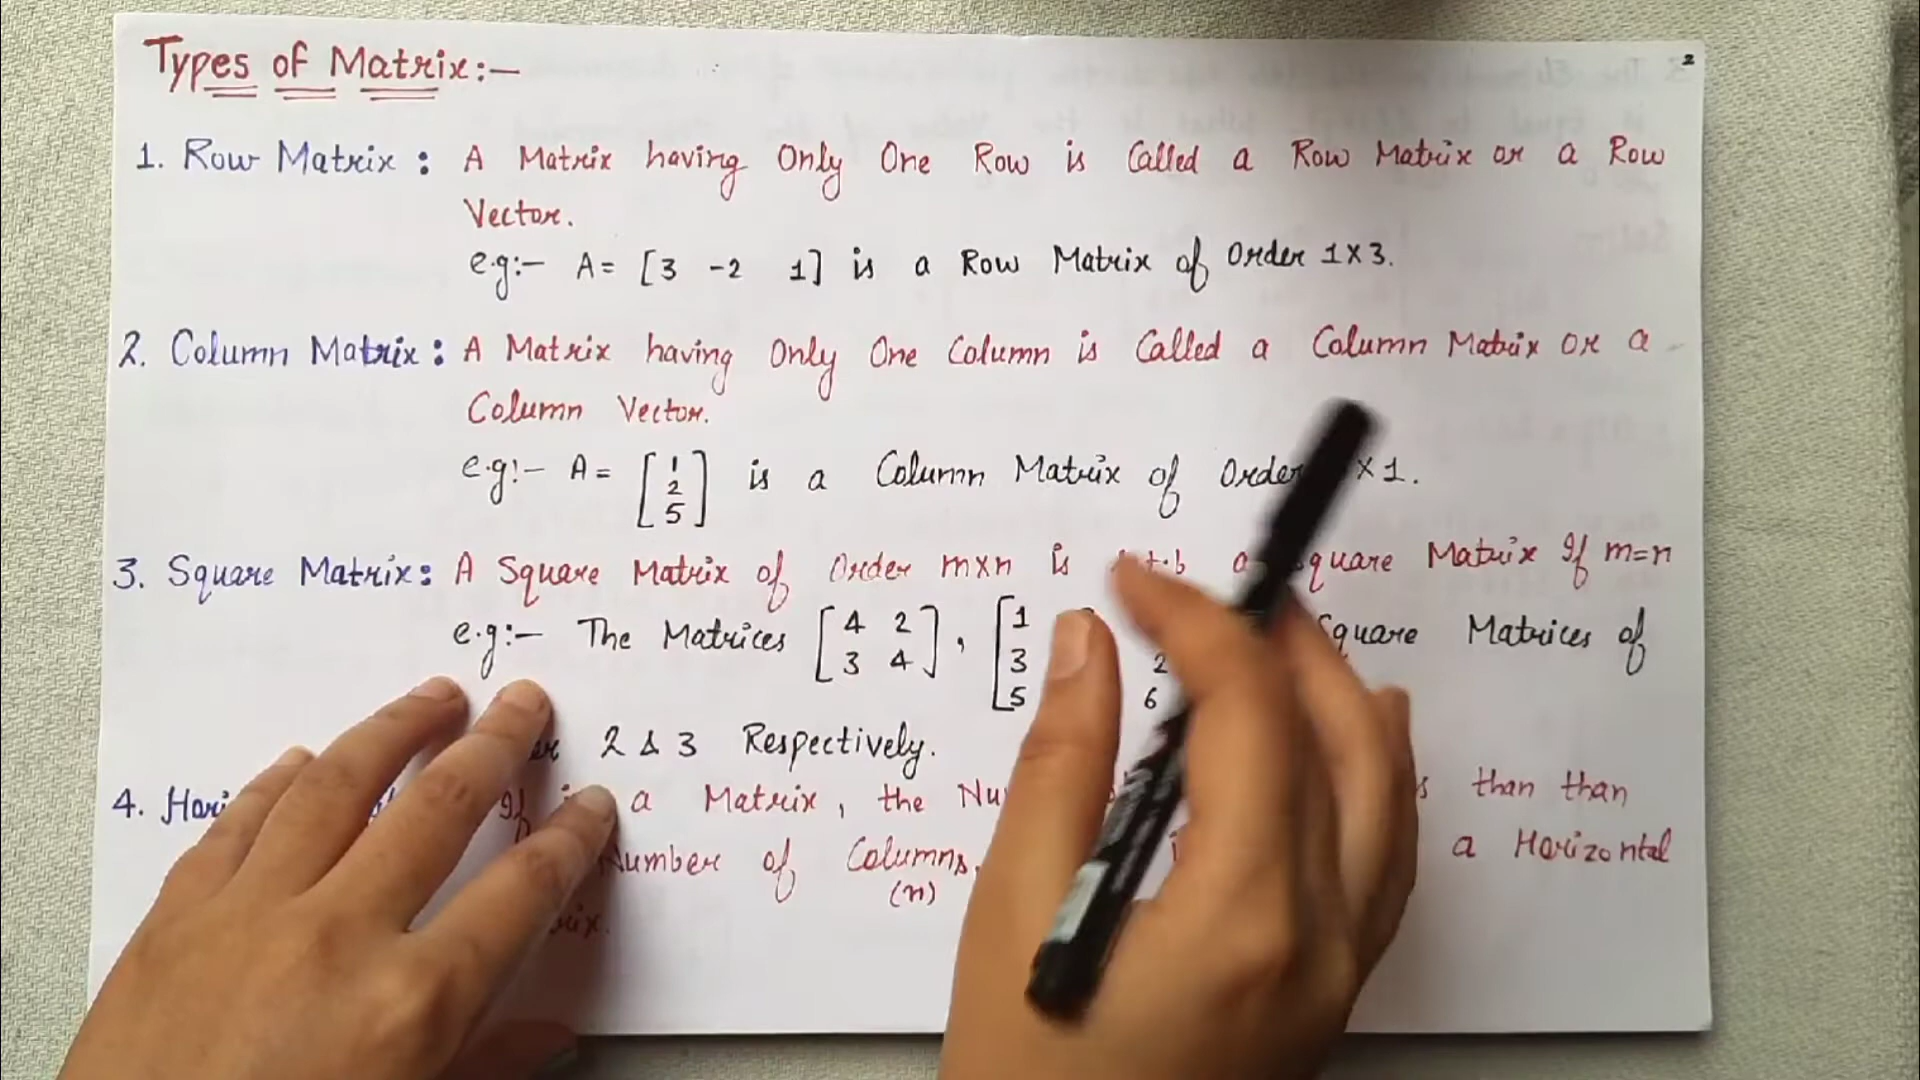 Types of Matrix:-
2
1. Row Matrix : A Matrix having Only One Row is Called a Row Matrix or a Row
Vector.
e.g:- A= [3 -2 1] is a Row Matrix of Order 1×3.
2. Column Matrix : A Matrix having Only One Column is Called a Column Matrix or a
Column Vector.
e.g:- A = [1 2 5] is a Column Matrix of Order ×1.
3. Square Matrix : A Square Matrix of Order m×n is a Square Matrix If m=n
e.g:- The Matrices [4 2 , [1
3 4] 3 2 Square Matrices of
5 6
2 & 3 Respectively.
4. If a Matrix, the than than
Number of Columns. a Horizontal
(n)